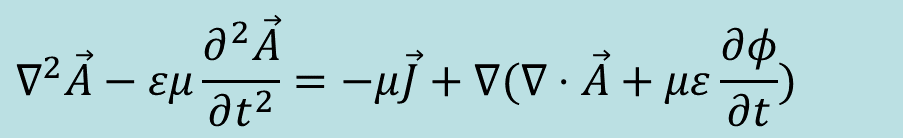 ∇²A⃗ − εμ ∂²A⃗/∂t² = −μJ⃗ + ∇(∇ · A⃗ + με ∂ϕ/∂t)